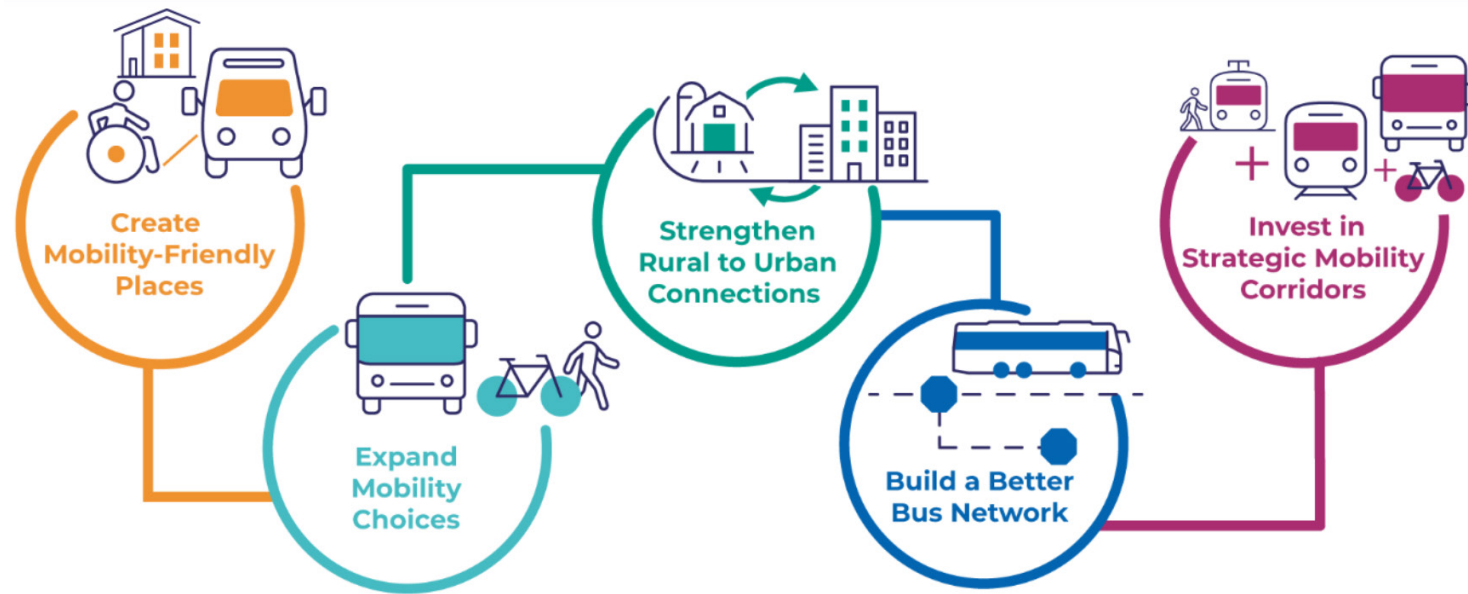 Create
Mobility-Friendly
Places
Expand
Mobility
Choices
Strengthen
Rural to Urban
Connections
Build a Better
Bus Network
Invest in
Strategic Mobility
Corridors